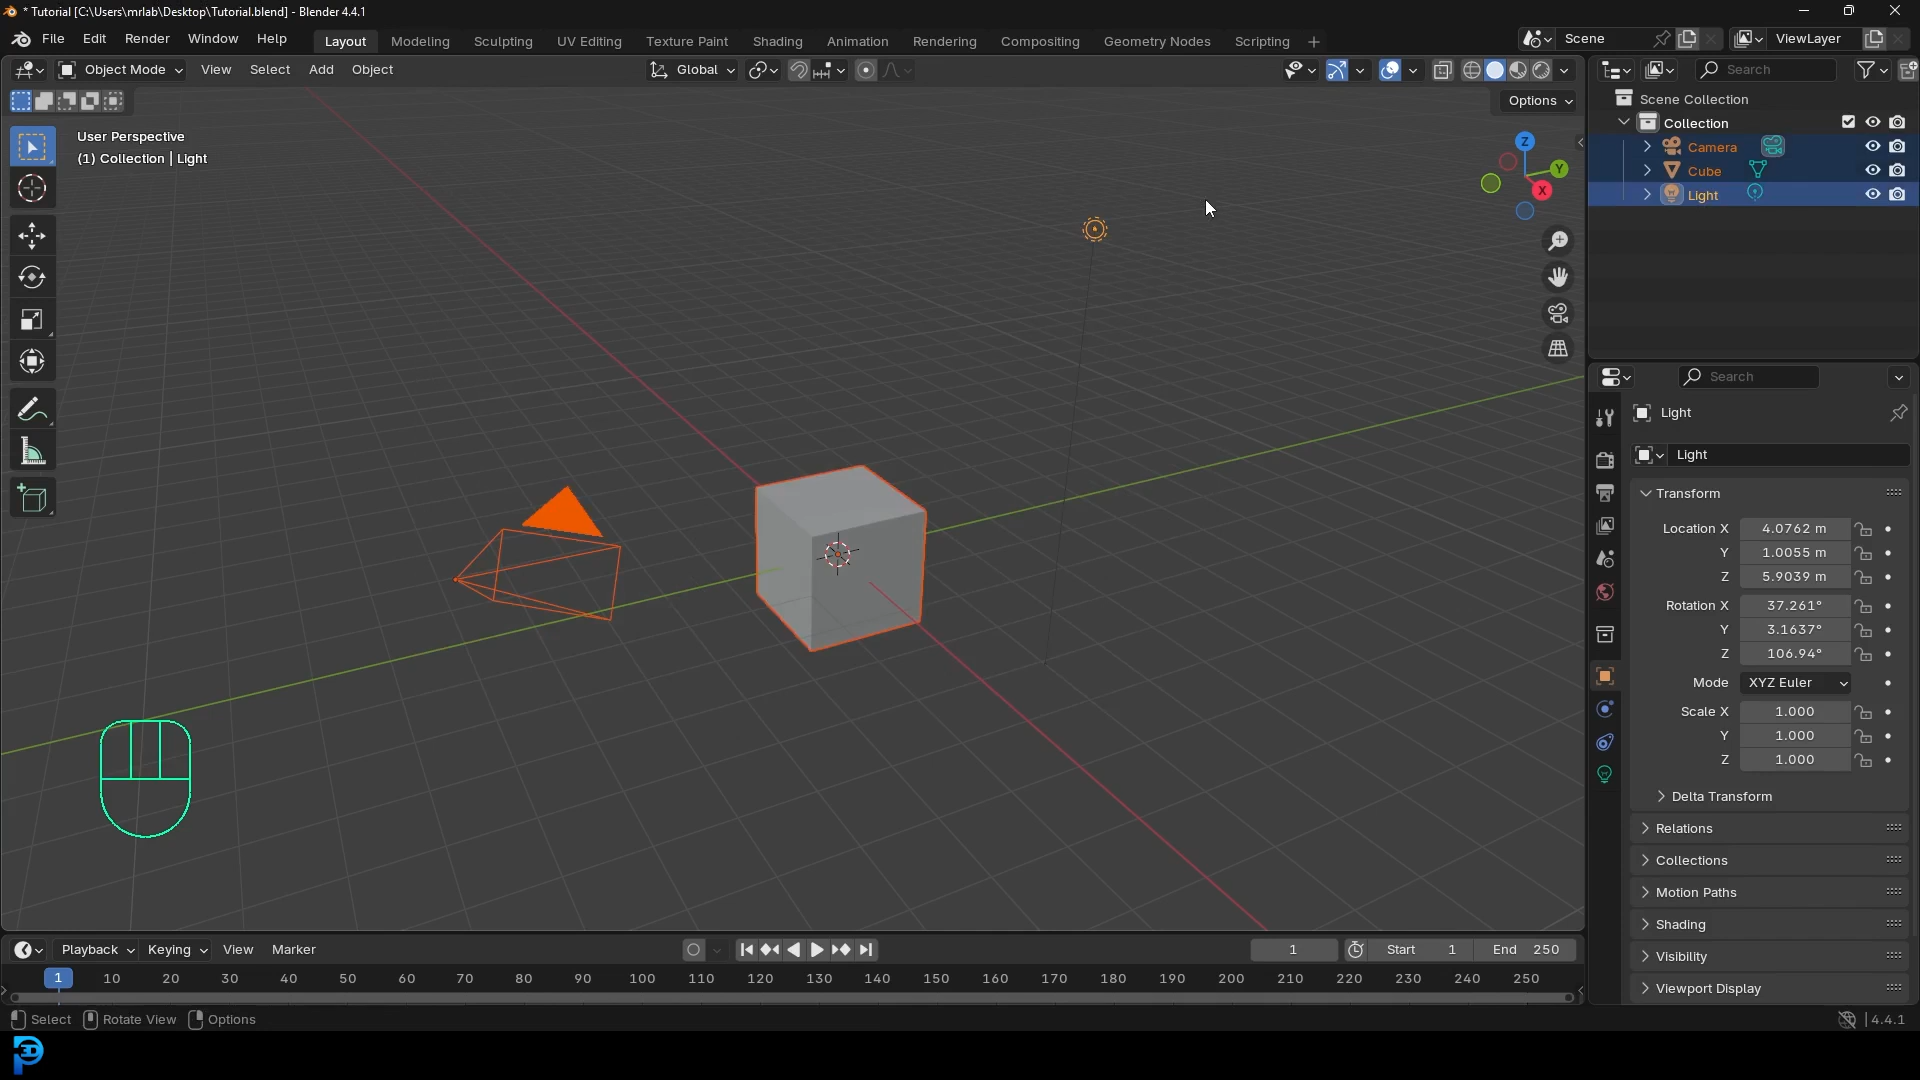 * Tutorial [C:\Users\mrlab\Desktop\Tutorial.blend] - Blender 4.4.1
File Edit Render Window Help Layout Modeling Sculpting UV Editing Texture Paint Shading Animation Rendering Compositing Geometry Nodes Scripting + Scene ViewLayer
Object Mode View Select Add Object Global Search
Options
Scene Collection
Collection
User Perspective
(1) Collection | Light
Z
Y
X
Camera
Cube
Light
Search
Light
Light
Transform
Location X 4.0762 m
Y 1.0055 m
Z 5.9039 m
Rotation X 37.261°
Y 3.1637°
Z 106.94°
Mode XYZ Euler
Scale X 1.000
Y 1.000
Z 1.000
Delta Transform
Relations
Collections
Motion Paths
Shading
Visibility
Viewport Display
Playback Keying View Marker 1 Start 1 End 250
1 10 20 30 40 50 60 70 80 90 100 110 120 130 140 150 160 170 180 190 200 210 220 230 240 250
Select Rotate View Options 4.4.1